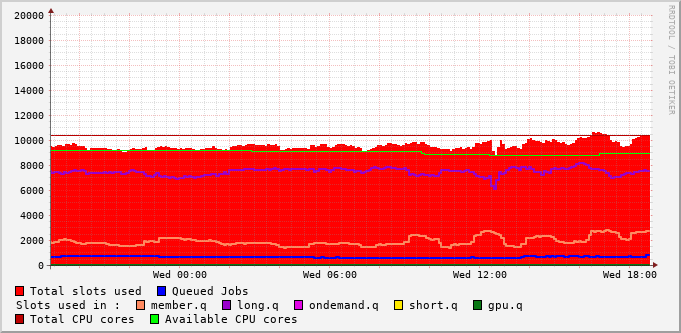 RRDTOOL / TOBI OETIKER
20000
18000
16000
14000
12000
10000
8000
6000
4000
2000
0
Wed 00:00 Wed 06:00 Wed 12:00 Wed 18:00
Total slots used Queued Jobs
Slots used in : member.q long.q ondemand.q short.q gpu.q
Total CPU cores Available CPU cores